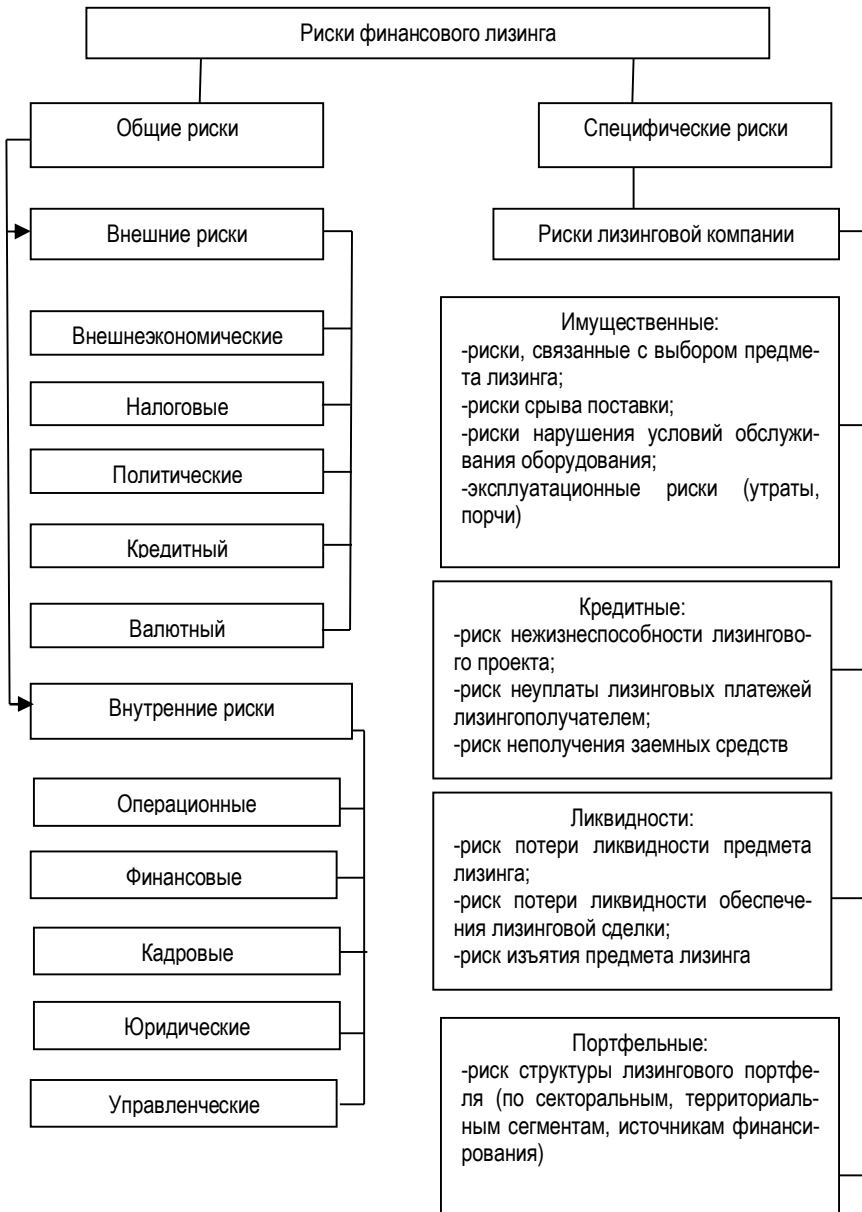 Риски финансового лизинга
Общие риски
Специфические риски
Внешние риски
Риски лизинговой компании
Внешнеэкономические
Налоговые
Политические
Кредитный
Валютный
Внутренние риски
Операционные
Финансовые
Кадровые
Юридические
Управленческие
Имущественные:
-риски, связанные с выбором предме-
та лизинга;
-риски срыва поставки;
-риски нарушения условий обслужи-
вания оборудования;
-эксплуатационные риски (утраты,
порчи)
Кредитные:
-риск нежизнеспособности лизингово-
го проекта;
-риск неуплаты лизинговых платежей
лизингополучателем;
-риск неполучения заемных средств
Ликвидности:
-риск потери ликвидности предмета
лизинга;
-риск потери ликвидности обеспече-
ния лизинговой сделки;
-риск изъятия предмета лизинга
Портфельные:
-риск структуры лизингового портфе-
ля (по секторальным, территориаль-
ным сегментам, источникам финанси-
рования)